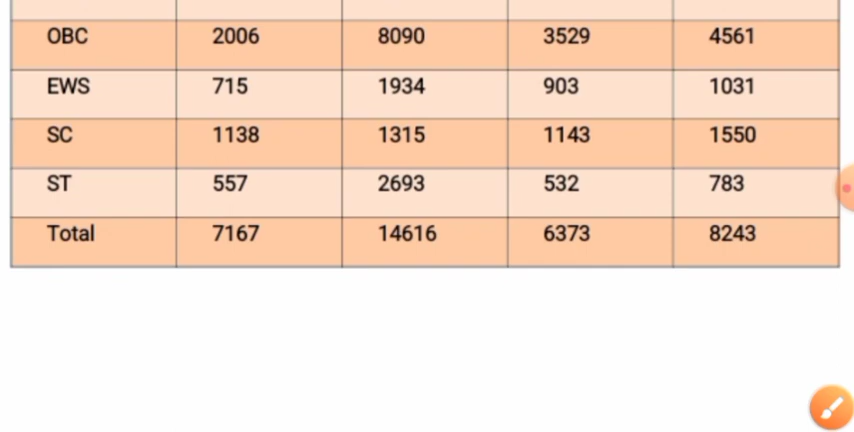 OBC 2006 8090 3529 4561
EWS 715 1934 903 1031
SC 1138 1315 1143 1550
ST 557 2693 532 783
Total 7167 14616 6373 8243